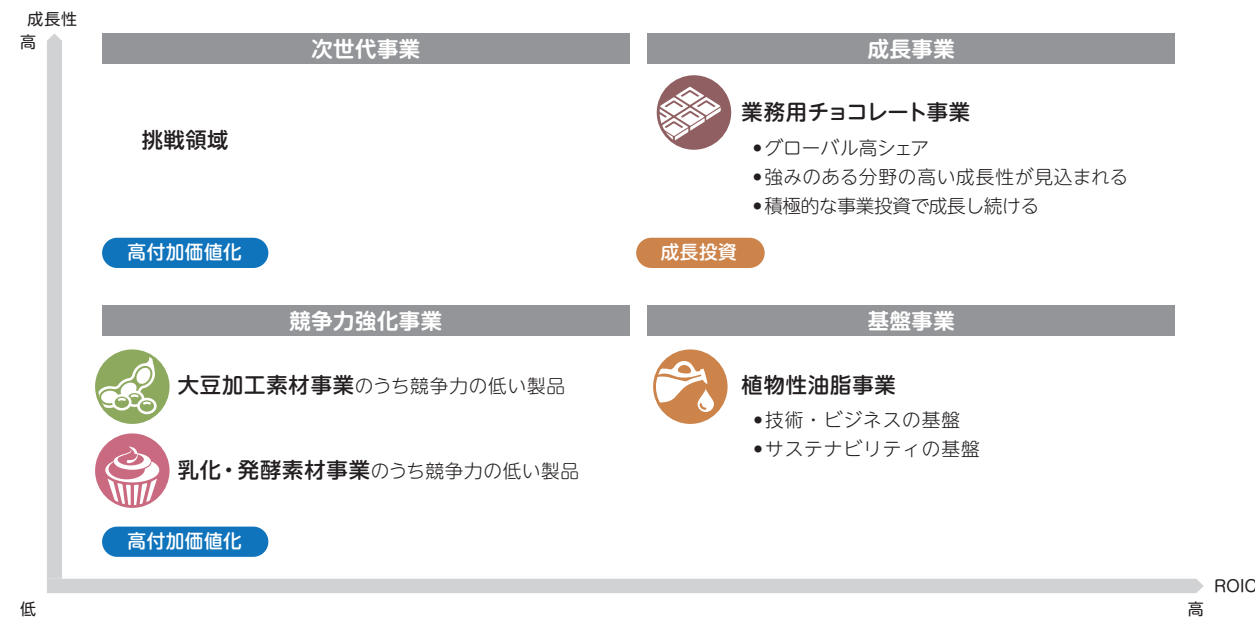 成長性
高
次世代事業
挑戦領域
高付加価値化
成長事業
業務用チョコレート事業
•グローバル高シェア
•強みのある分野の高い成長性が見込まれる
•積極的な事業投資で成長し続ける
成長投資
競争力強化事業
大豆加工素材事業のうち競争力の低い製品
乳化・発酵素材事業のうち競争力の低い製品
高付加価値化
基盤事業
植物性油脂事業
•技術・ビジネスの基盤
•サステナビリティの基盤
ROIC
低
高